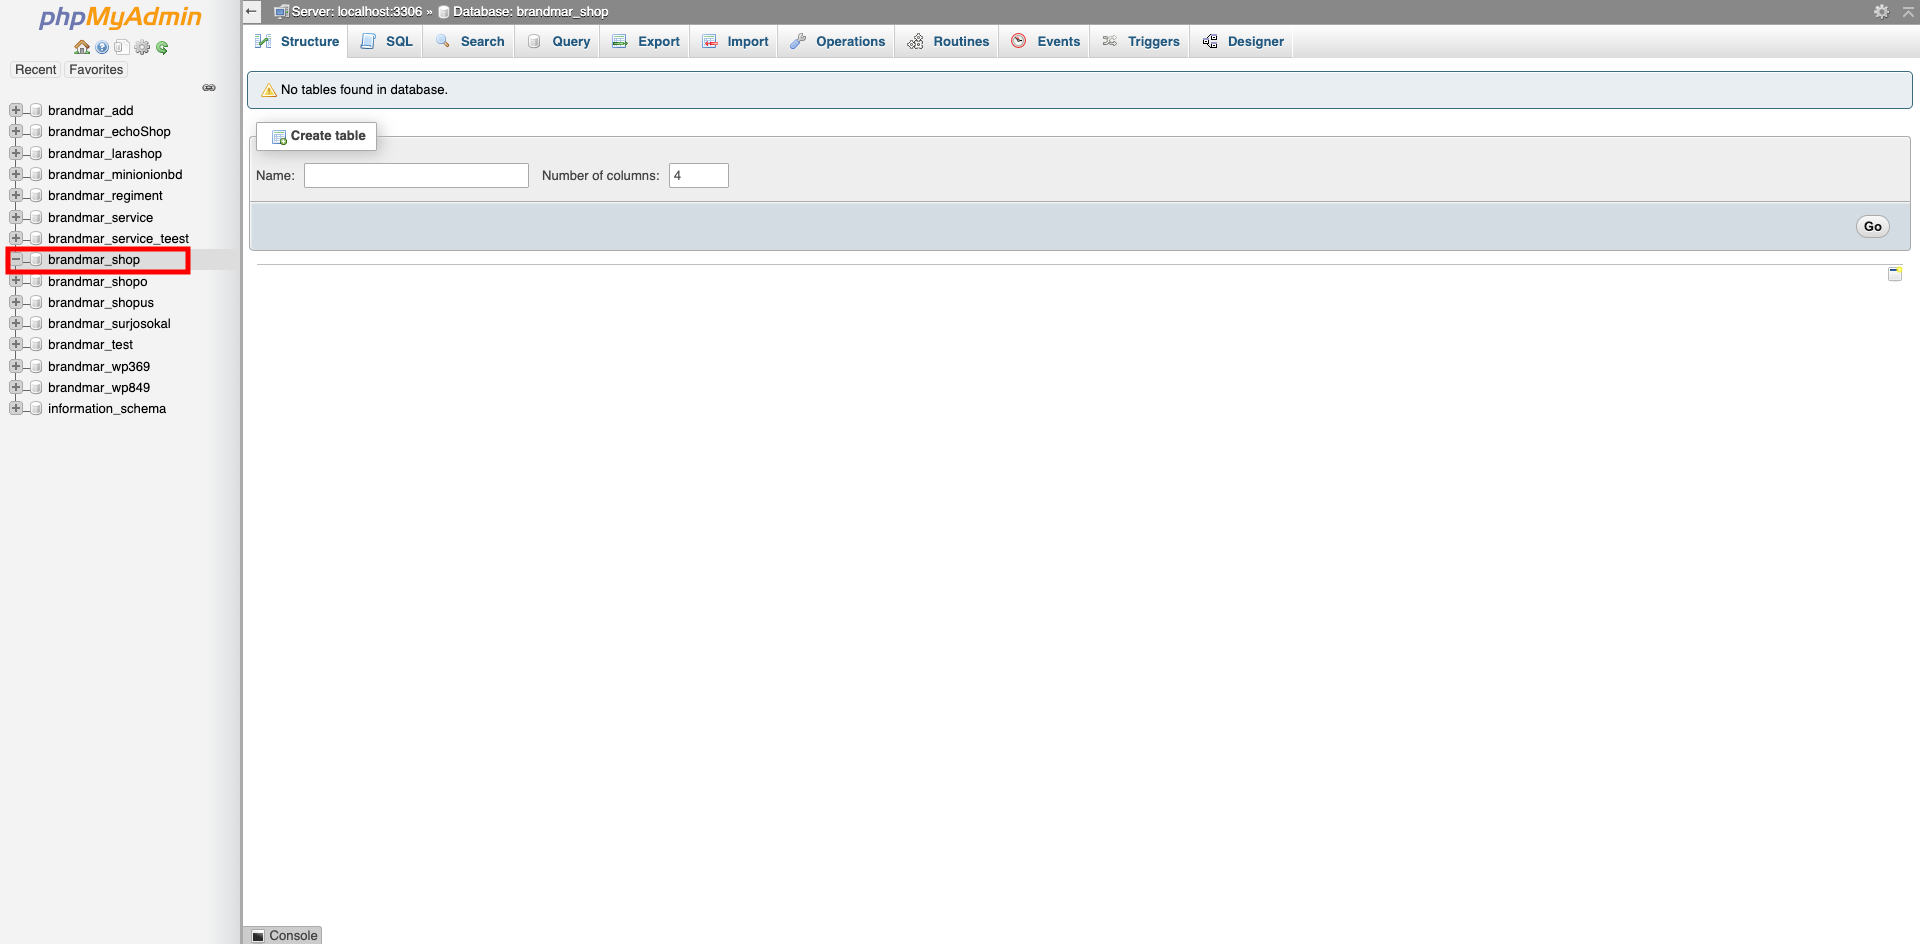 phpMyAdmin
Recent Favorites
brandmar_add
brandmar_echoShop
brandmar_larashop
brandmar_minionionbd
brandmar_regiment
brandmar_service
brandmar_service_teest
brandmar_shop
brandmar_shopo
brandmar_shopus
brandmar_surjosokal
brandmar_test
brandmar_wp369
brandmar_wp849
information_schema
Server: localhost:3306 » Database: brandmar_shop
Structure SQL Search Query Export Import Operations Routines Events Triggers Designer
No tables found in database.
Create table
Name: Number of columns: 4
Go
Console